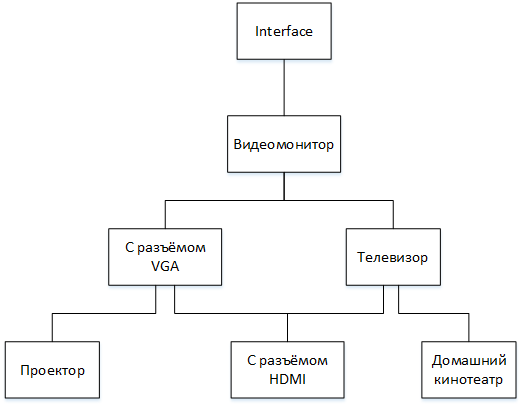 Interface
Видеомонитор
С разъёмом
VGA
Телевизор
Проектор
С разъёмом
HDMI
Домашний
кинотеатр